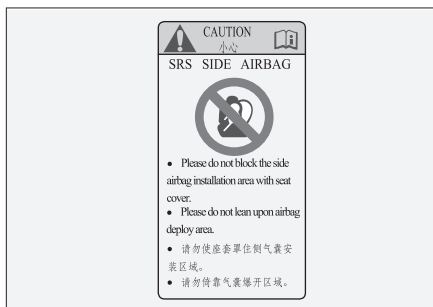 CAUTION
小心
SRS SIDE AIRBAG
• Please do not block the side
airbag installation area with seat
cover.
• Please do not lean upon airbag
deploy area.
• 请勿使座套罩住侧气囊安
装区域。
• 请勿倚靠气囊爆开区域。